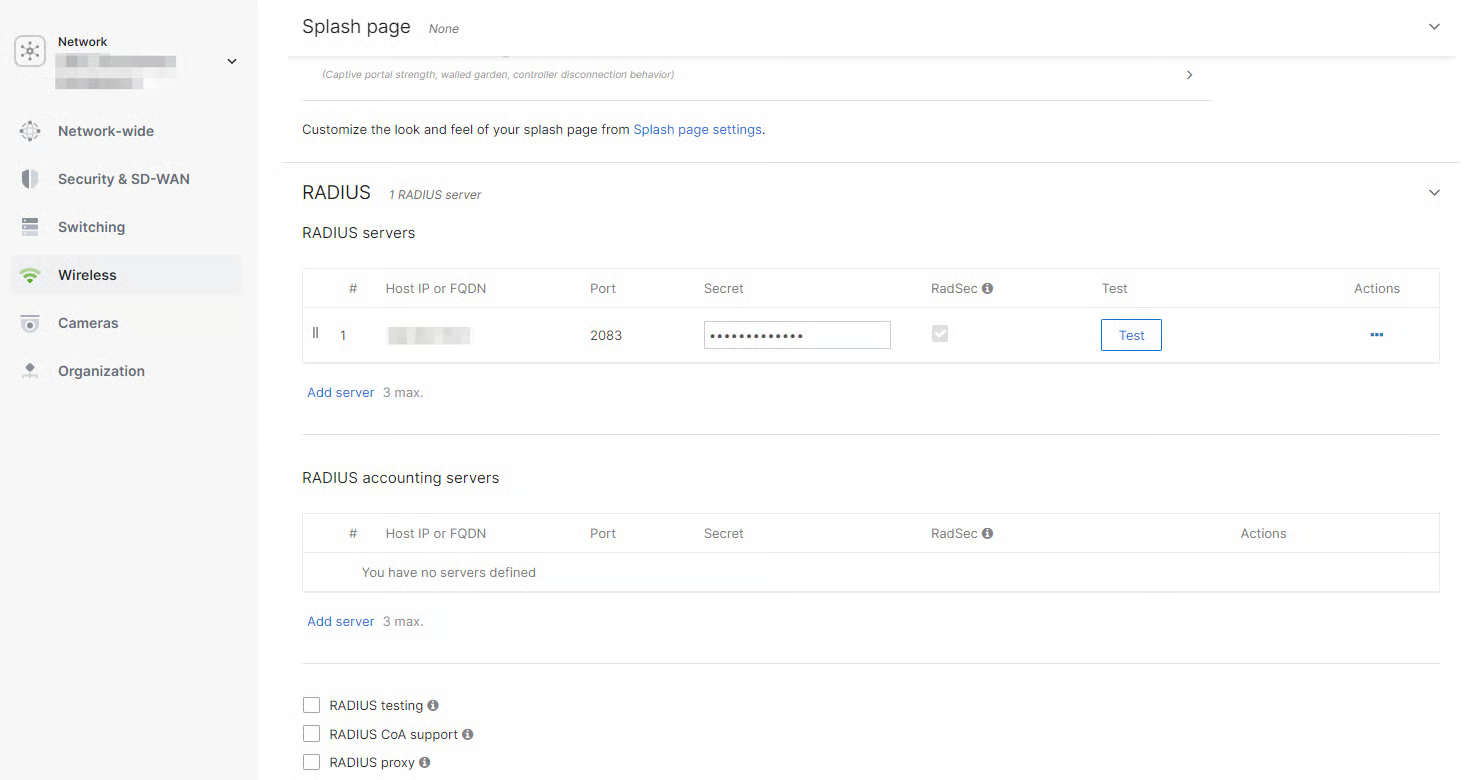 Network
Network-wide
Security & SD-WAN
Switching
Wireless
Cameras
Organization
Splash page None
(Captive portal strength, walled garden, controller disconnection behavior)
Customize the look and feel of your splash page from Splash page settings.
RADIUS 1 RADIUS server
RADIUS servers
# Host IP or FQDN Port Secret RadSec Test Actions
1 2083 ••••••••••••• Test •••
Add server 3 max.
RADIUS accounting servers
# Host IP or FQDN Port Secret RadSec Actions
You have no servers defined
Add server 3 max.
RADIUS testing
RADIUS CoA support
RADIUS proxy